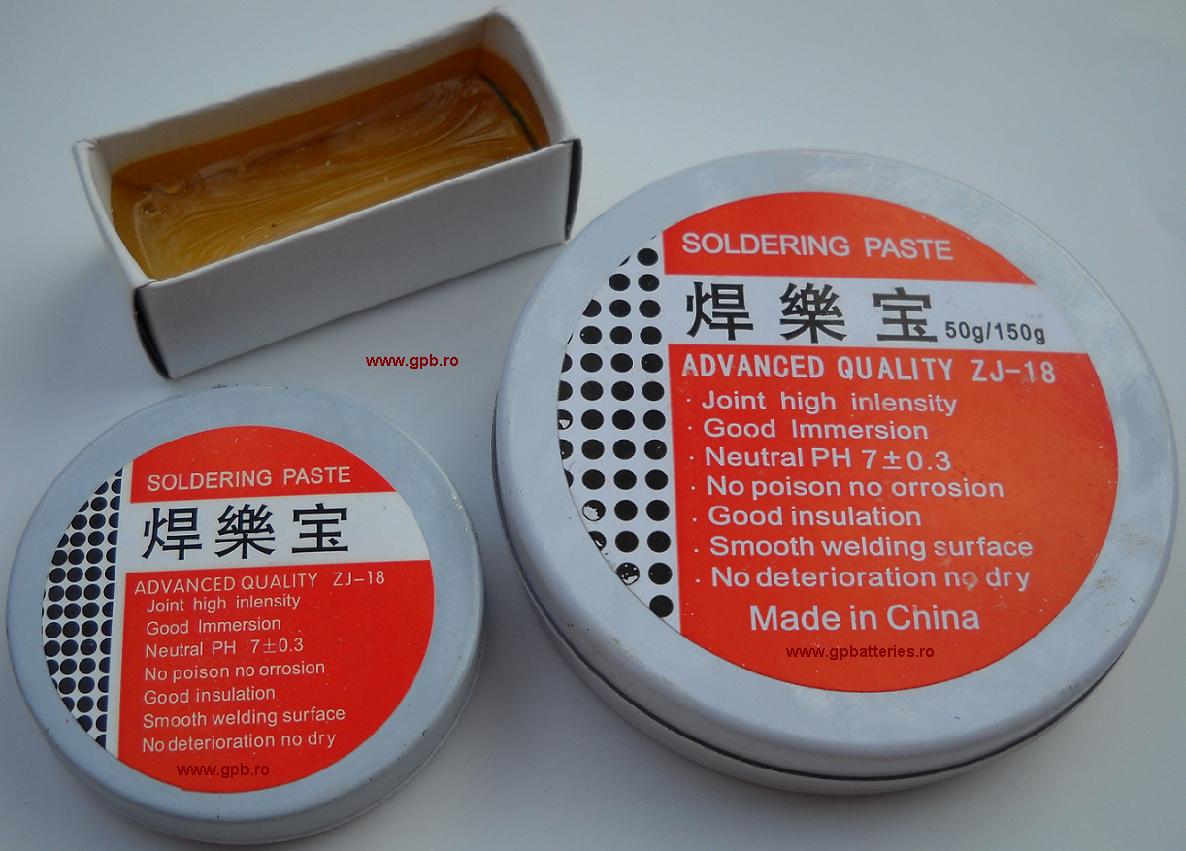 www.gpb.ro
SOLDERING PASTE
焊樂宝
ADVANCED QUALITY ZJ-18
Joint high inlensity
Good Immersion
Neutral PH 7±0.3
No poison no orrosion
Good insulation
Smooth welding surface
No deterioration no dry
www.gpb.ro
SOLDERING PASTE
焊樂宝 50g/150g
ADVANCED QUALITY ZJ-18
· Joint high inlensity
· Good Immersion
· Neutral PH 7±0.3
· No poison no orrosion
· Good insulation
· Smooth welding surface
· No deterioration no dry
Made in China
www.gpbatteries.ro